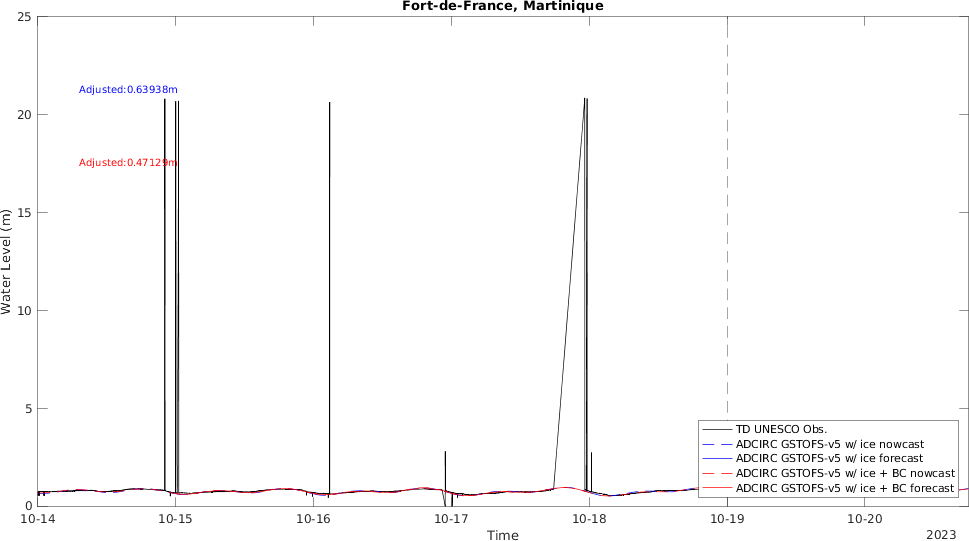 Fort-de-France, Martinique
25
20
15
10
5
0
Water Level (m)
Adjusted:0.63938m
Adjusted:0.47129m
TD UNESCO Obs.
ADCIRC GSTOFS-v5 w/ ice nowcast
ADCIRC GSTOFS-v5 w/ ice forecast
ADCIRC GSTOFS-v5 w/ ice + BC nowcast
ADCIRC GSTOFS-v5 w/ ice + BC forecast
10-14 10-15 10-16 10-17 10-18 10-19 10-20
Time
2023